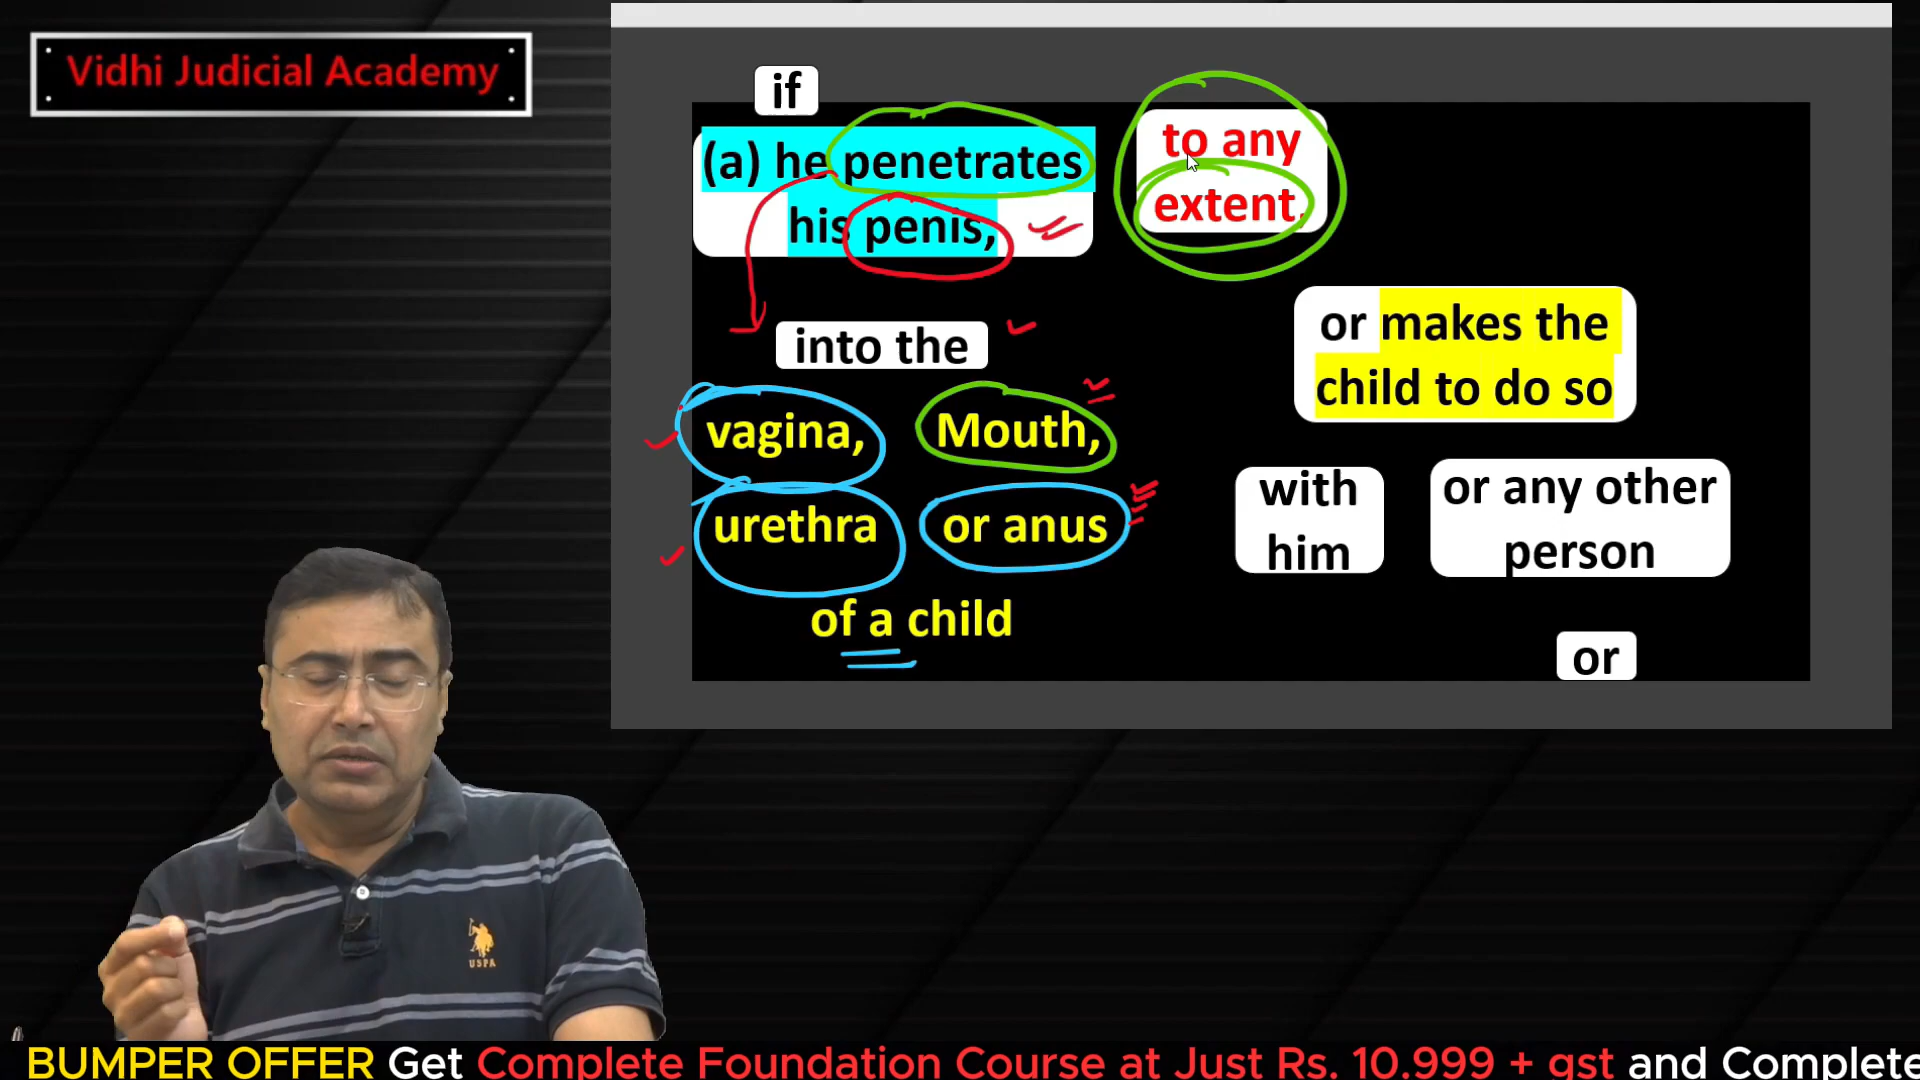 Vidhi Judicial Academy
if
(a) he penetrates
his penis,
to any
extent,
into the
vagina, Mouth,
urethra or anus
of a child
or makes the
child to do so
with
him
or any other
person
or
USPA
BUMPER OFFER Get Complete Foundation Course at Just Rs. 10.999 + gst and Complete